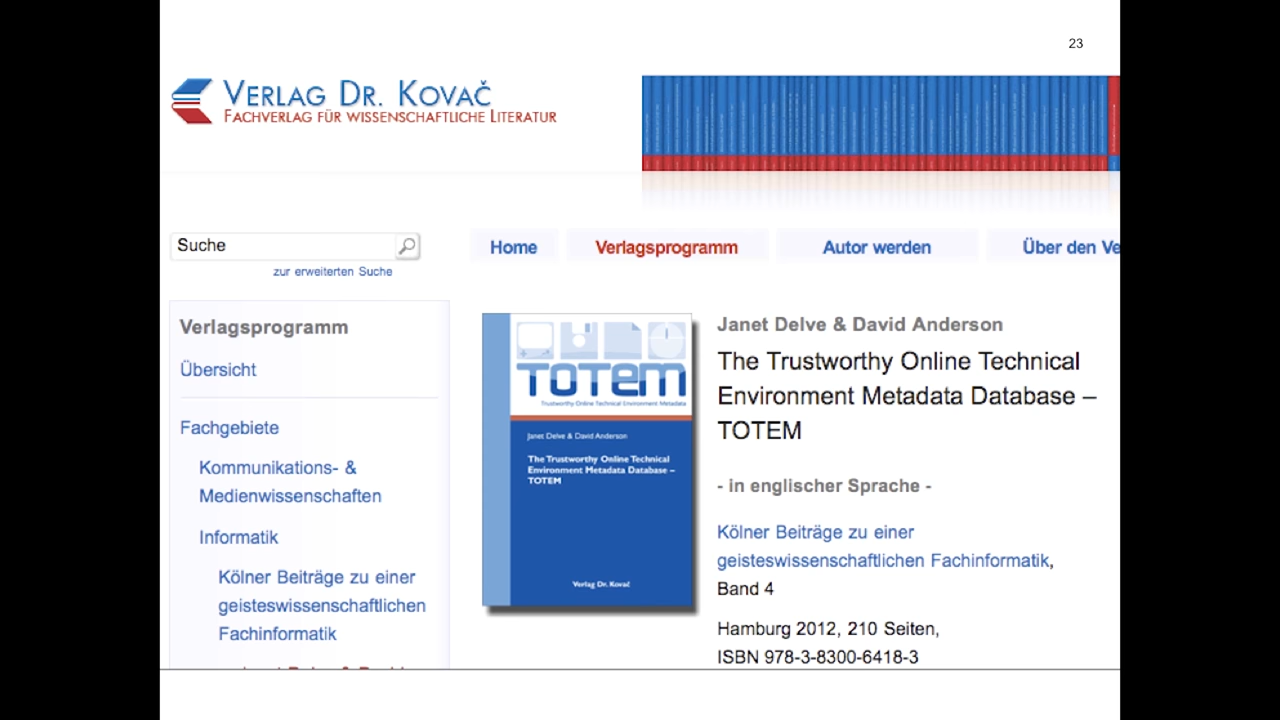 23
VERLAG DR. KOVAČ
FACHVERLAG FÜR WISSENSCHAFTLICHE LITERATUR
Suche
zur erweiterten Suche
Home
Verlagsprogramm
Autor werden
Über den Ve
Verlagsprogramm
Übersicht
Fachgebiete
Kommunikations- &
Medienwissenschaften
Informatik
Kölner Beiträge zu einer
geisteswissenschaftlichen
Fachinformatik
TOTEM
Trustworthy Online Technical Environment Metadata
Janet Delve & David Anderson
The Trustworthy Online Technical
Environment Metadata Database –
TOTEM
Verlag Dr. Kovač
Janet Delve & David Anderson
The Trustworthy Online Technical
Environment Metadata Database –
TOTEM
- in englischer Sprache -
Kölner Beiträge zu einer
geisteswissenschaftlichen Fachinformatik,
Band 4
Hamburg 2012, 210 Seiten,
ISBN 978-3-8300-6418-3